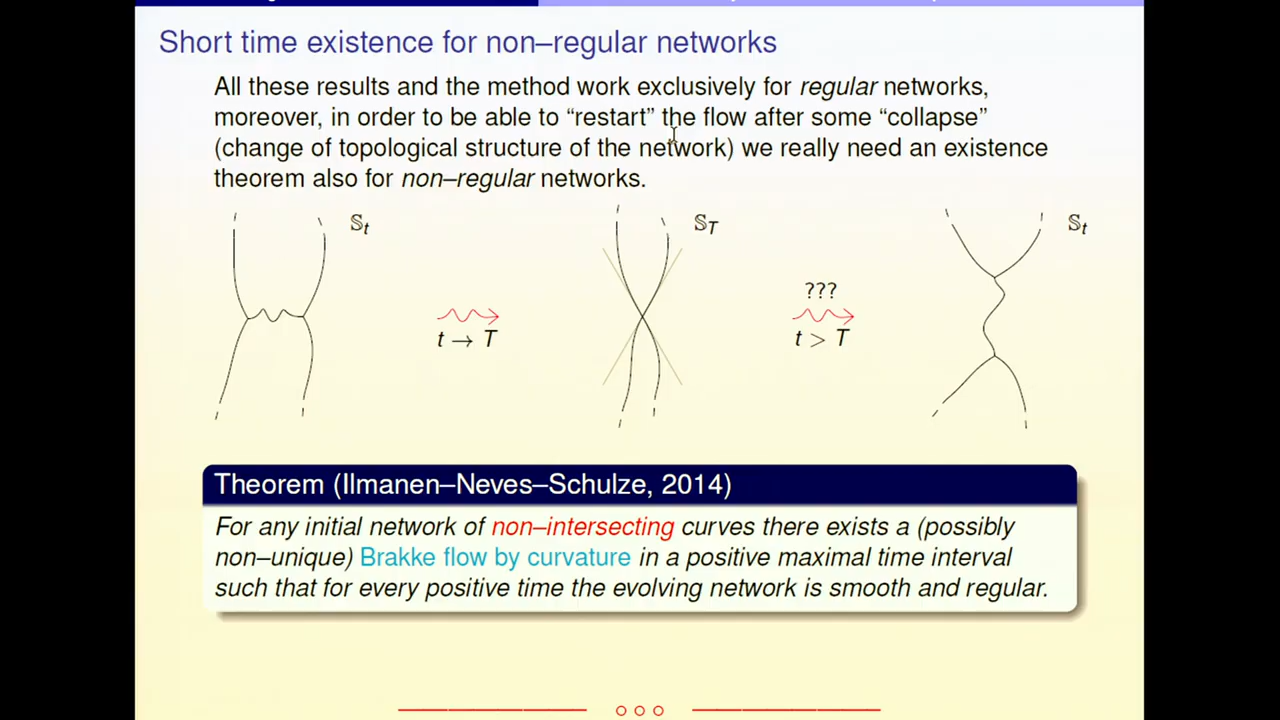 Short time existence for non–regular networks
All these results and the method work exclusively for regular networks,
moreover, in order to be able to “restart” the flow after some “collapse”
(change of topological structure of the network) we really need an existence
theorem also for non–regular networks.
𝕊t
𝕊T
𝕊t
t → T
???
t > T
Theorem (Ilmanen–Neves–Schulze, 2014)
For any initial network of non–intersecting curves there exists a (possibly
non–unique) Brakke flow by curvature in a positive maximal time interval
such that for every positive time the evolving network is smooth and regular.